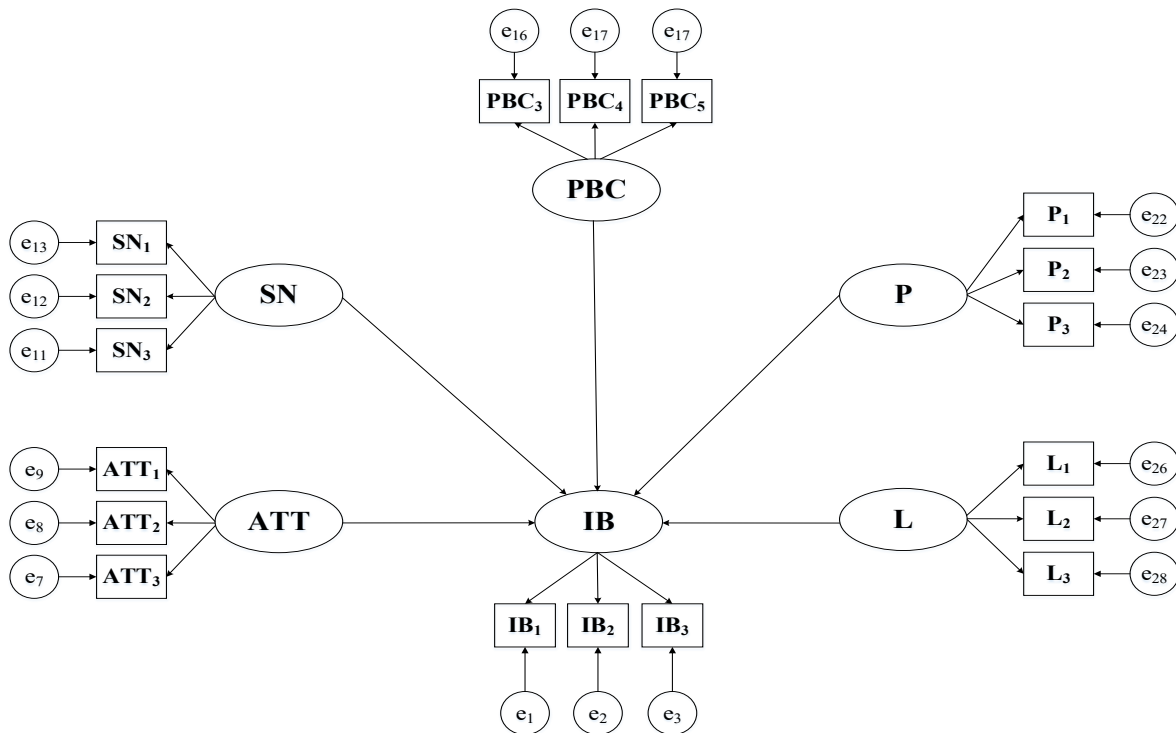 e₁₆ e₁₇ e₁₇
PBC₃ PBC₄ PBC₅
PBC
e₁₃ SN₁
e₁₂ SN₂
e₁₁ SN₃
SN
P
P₁ e₂₂
P₂ e₂₃
P₃ e₂₄
e₉ ATT₁
e₈ ATT₂
e₇ ATT₃
ATT
IB
L
L₁ e₂₆
L₂ e₂₇
L₃ e₂₈
IB₁ IB₂ IB₃
e₁ e₂ e₃